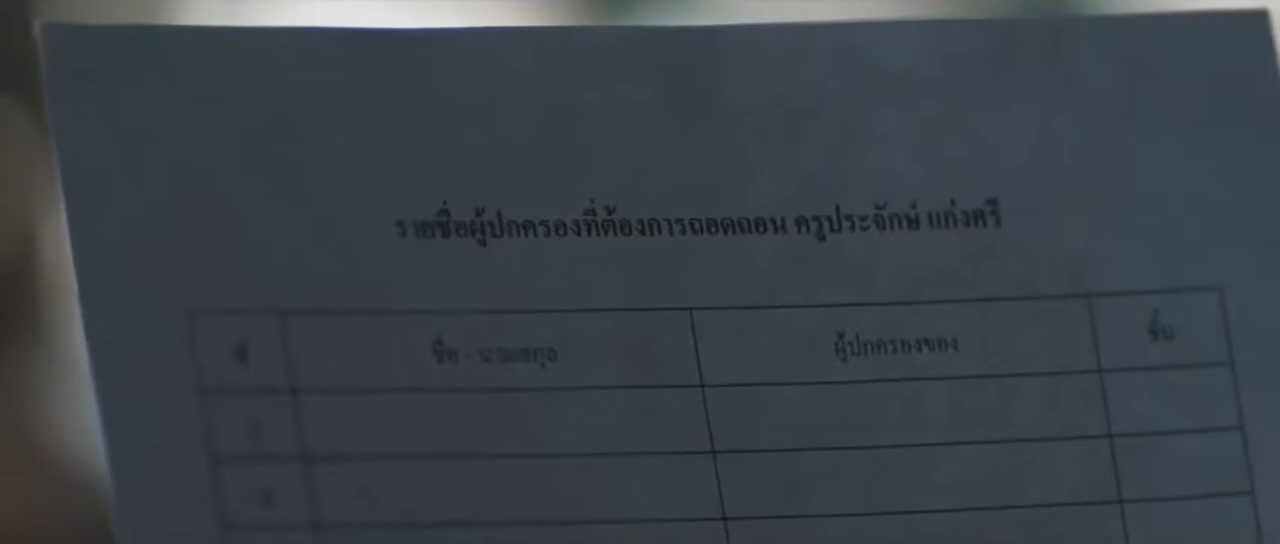 รายชื่อผู้ปกครองที่ต้องการถอดถอน ครูประจักษ์ แก่งศรี
ที่ ชื่อ - นามสกุล ผู้ปกครองของ ชั้น